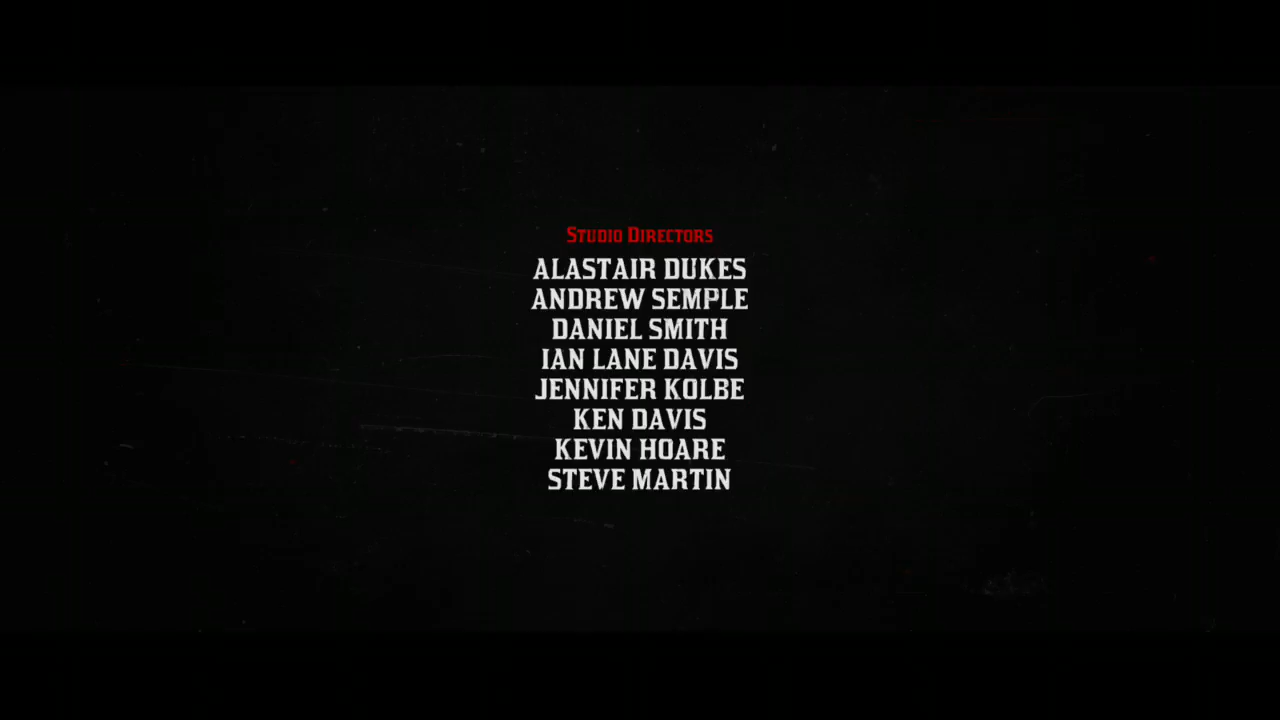 Studio Directors
ALASTAIR DUKES
ANDREW SEMPLE
DANIEL SMITH
IAN LANE DAVIS
JENNIFER KOLBE
KEN DAVIS
KEVIN HOARE
STEVE MARTIN